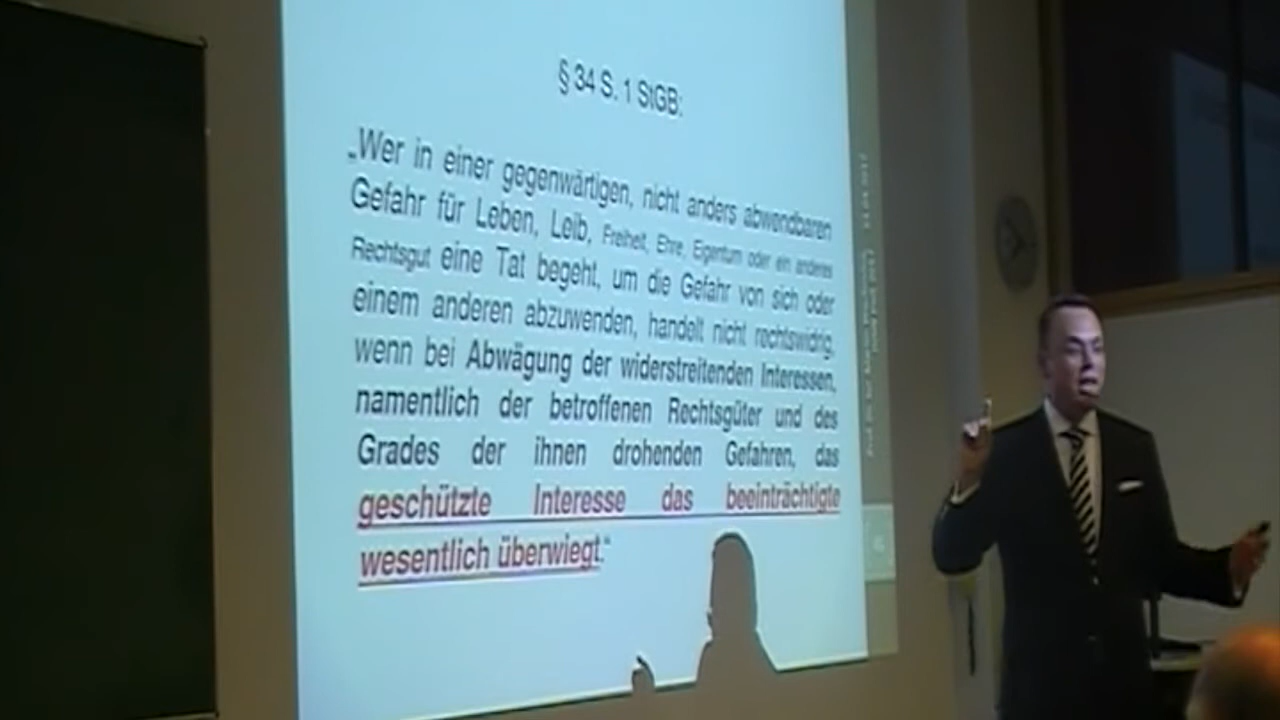 § 34 S. 1 StGB:
„Wer in einer gegenwärtigen, nicht anders abwendbaren
Gefahr für Leben, Leib, Freiheit, Ehre, Eigentum oder ein anderes
Rechtsgut eine Tat begeht, um die Gefahr von sich oder
einem anderen abzuwenden, handelt nicht rechtswidrig,
wenn bei Abwägung der widerstreitenden Interessen,
namentlich der betroffenen Rechtsgüter und des
Grades der ihnen drohenden Gefahren, das
geschützte Interesse das beeinträchtigte
wesentlich überwiegt.“